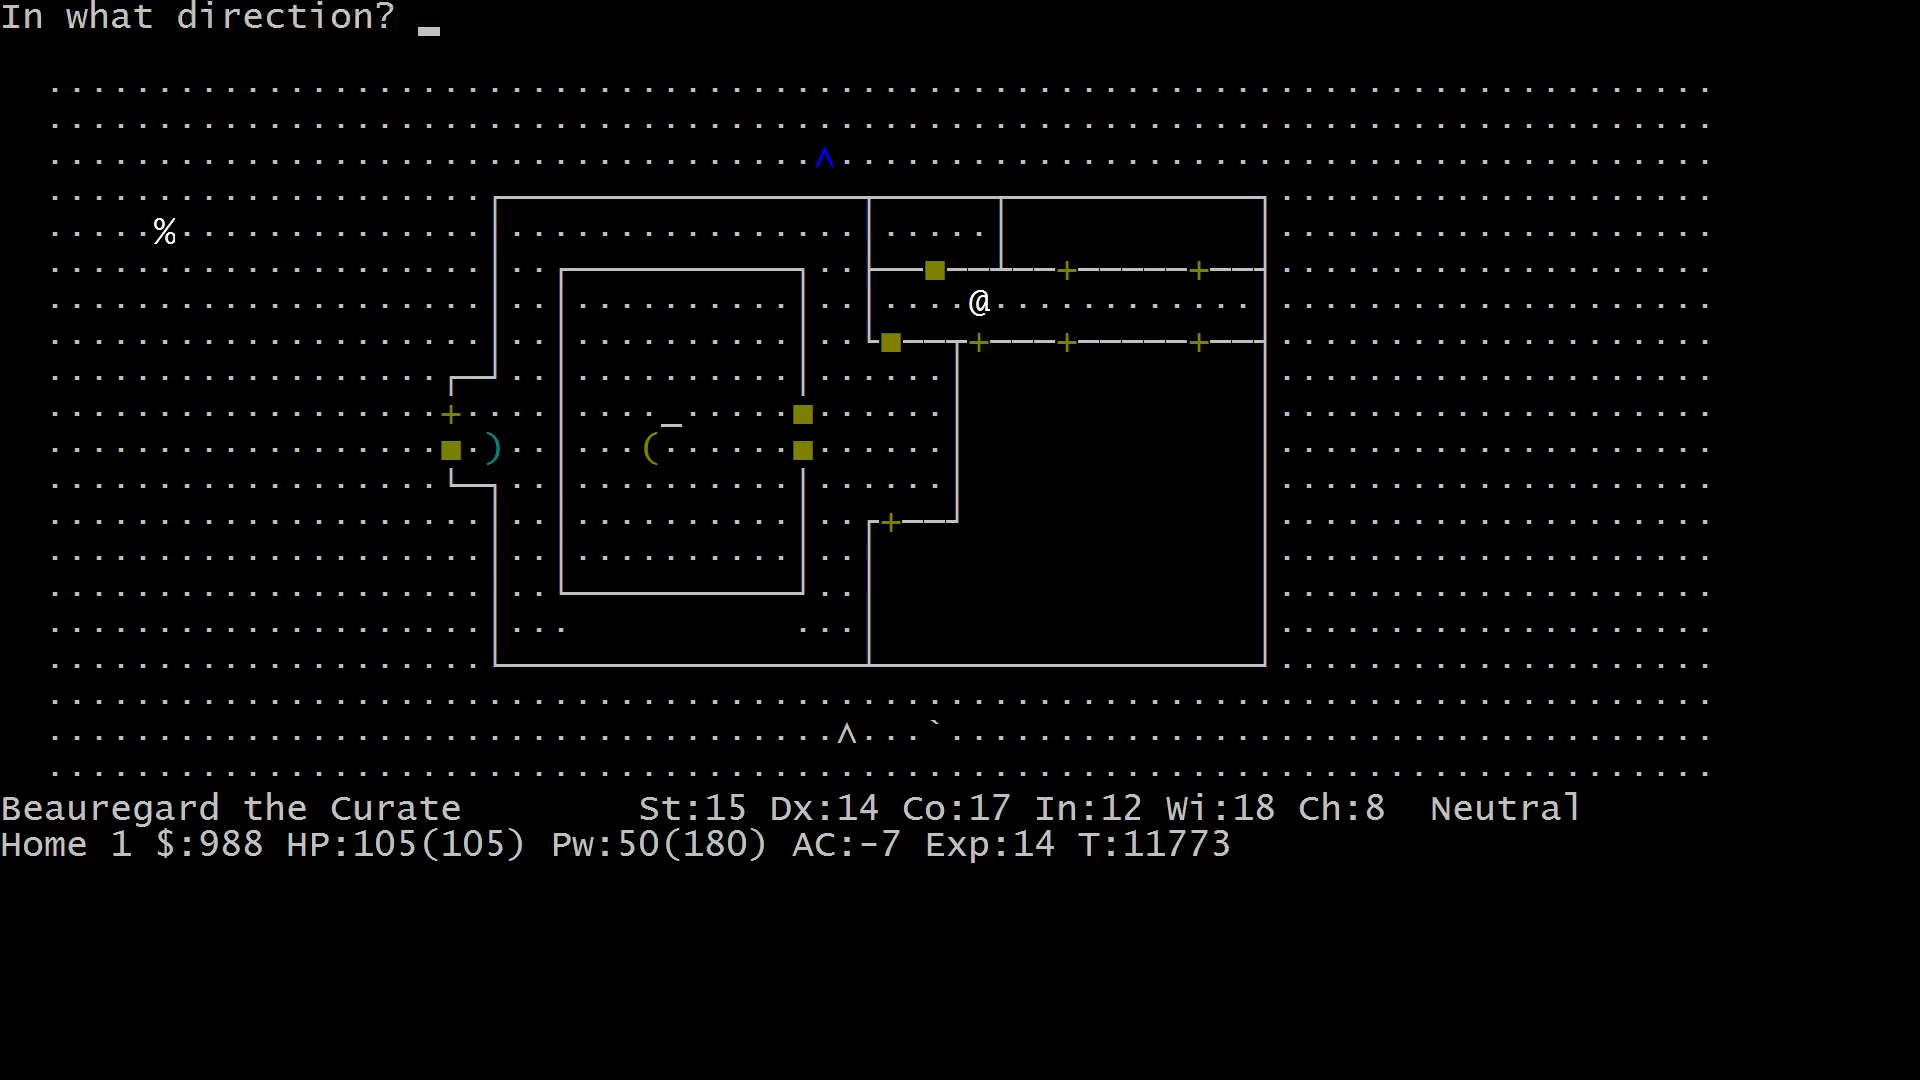 In what direction?
Beauregard the Curate St:15 Dx:14 Co:17 In:12 Wi:18 Ch:8 Neutral
Home 1 $:988 HP:105(105) Pw:50(180) AC:-7 Exp:14 T:11773